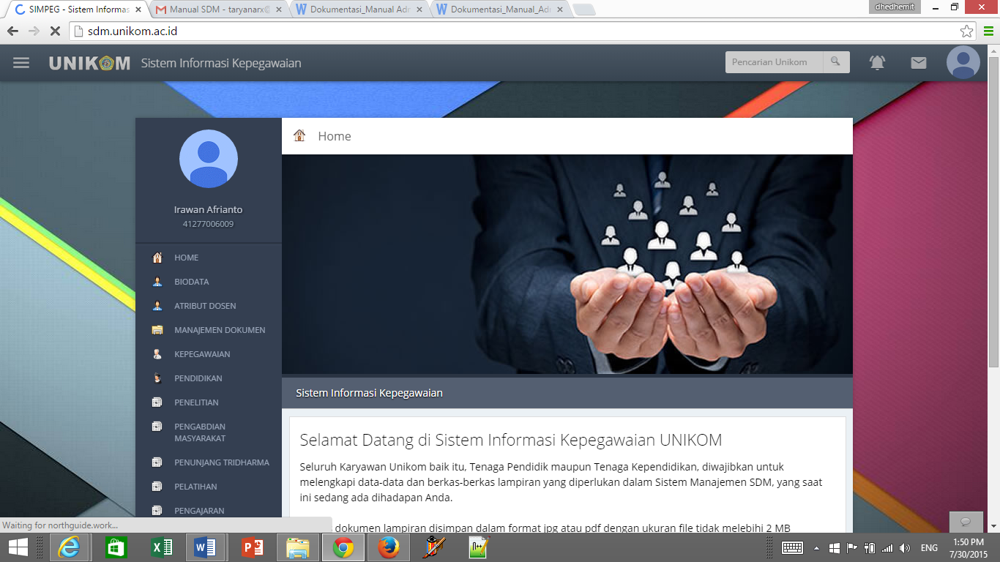 SIMPEG - Sistem Informas
Manual SDM - taryanarx@
Dokumentasi_Manual Adn
Dokumentasi_Manual_Adn
dhedhemit
sdm.unikom.ac.id
UNIKOM
Sistem Informasi Kepegawaian
Pencarian Unikom
Irawan Afrianto
41277006009
HOME
BIODATA
ATRIBUT DOSEN
MANAJEMEN DOKUMEN
KEPEGAWAIAN
PENDIDIKAN
PENELITIAN
PENGABDIAN
MASYARAKAT
PENUNJANG TRIDHARMA
PELATIHAN
PENGAJARAN
Home
Sistem Informasi Kepegawaian
Selamat Datang di Sistem Informasi Kepegawaian UNIKOM
Seluruh Karyawan Unikom baik itu, Tenaga Pendidik maupun Tenaga Kependidikan, diwajibkan untuk
melengkapi data-data dan berkas-berkas lampiran yang diperlukan dalam Sistem Manajemen SDM, yang saat
ini sedang ada dihadapan Anda.
dokumen lampiran disimpan dalam format jpg atau pdf dengan ukuran file tidak melebihi 2 MB
Waiting for northguide.work...
ENG
1:50 PM
7/30/2015